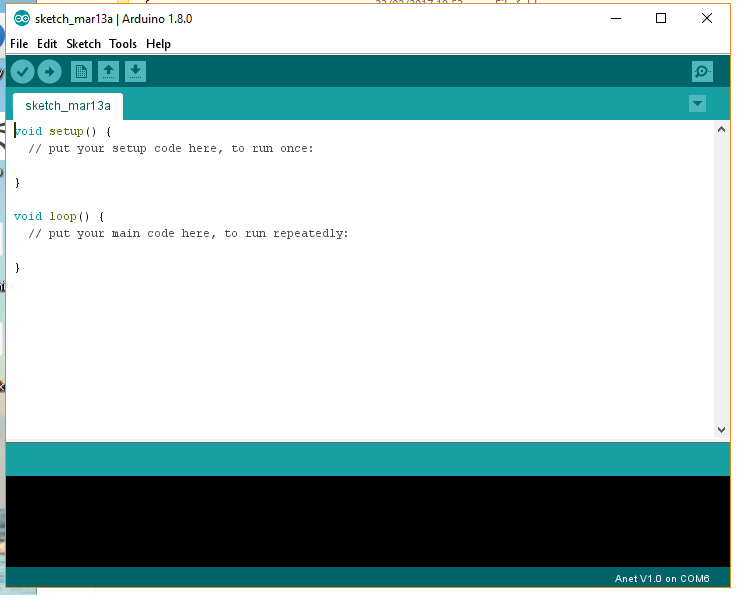 sketch_mar13a | Arduino 1.8.0
File Edit Sketch Tools Help
sketch_mar13a
void setup() {
  // put your setup code here, to run once:
}
void loop() {
  // put your main code here, to run repeatedly:
}
Anet V1.0 on COM6